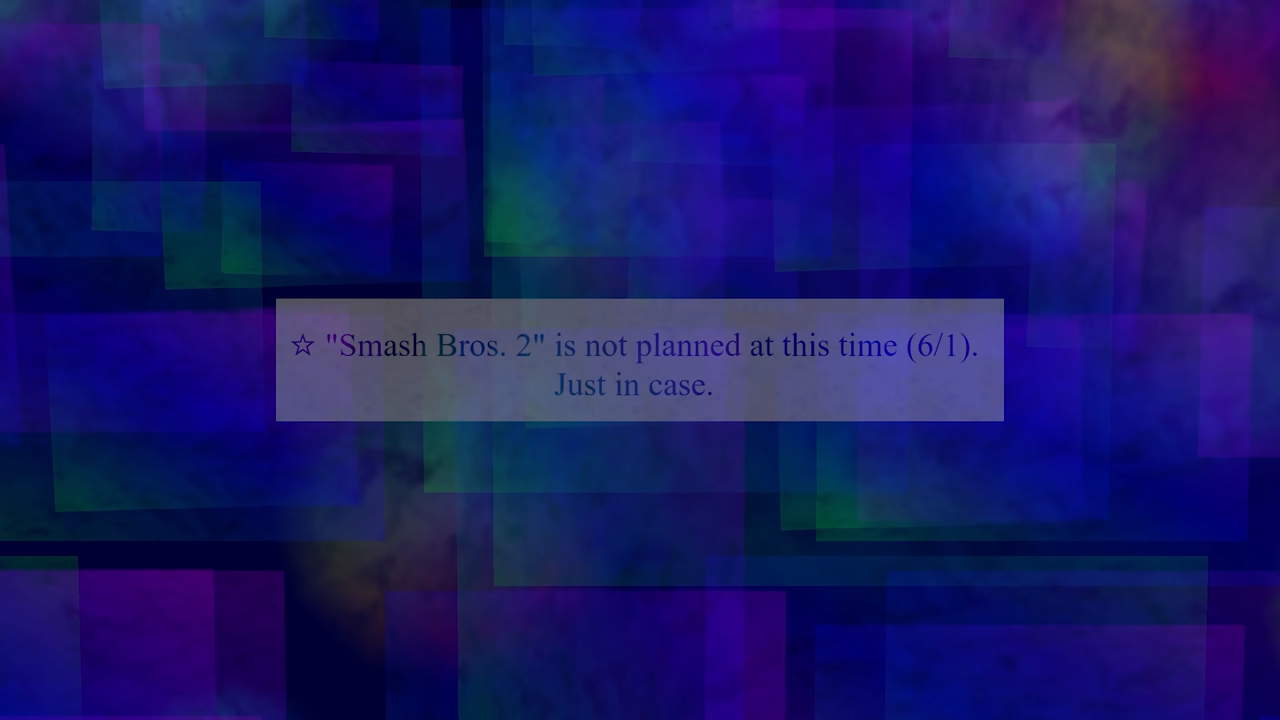 ☆ "Smash Bros. 2" is not planned at this time (6/1).
Just in case.